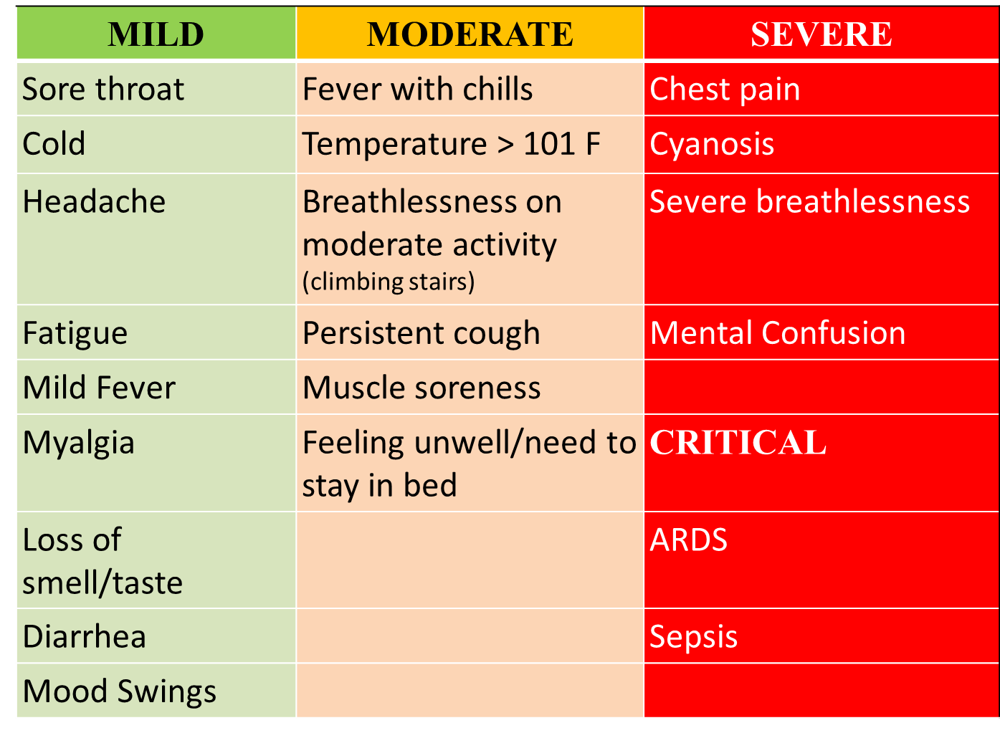 MILD MODERATE SEVERE
Sore throat Fever with chills Chest pain
Cold Temperature > 101 F Cyanosis
Headache Breathlessness on Severe breathlessness
moderate activity
(climbing stairs)
Fatigue Persistent cough Mental Confusion
Mild Fever Muscle soreness
Myalgia Feeling unwell/need to CRITICAL
stay in bed
Loss of ARDS
smell/taste
Diarrhea Sepsis
Mood Swings